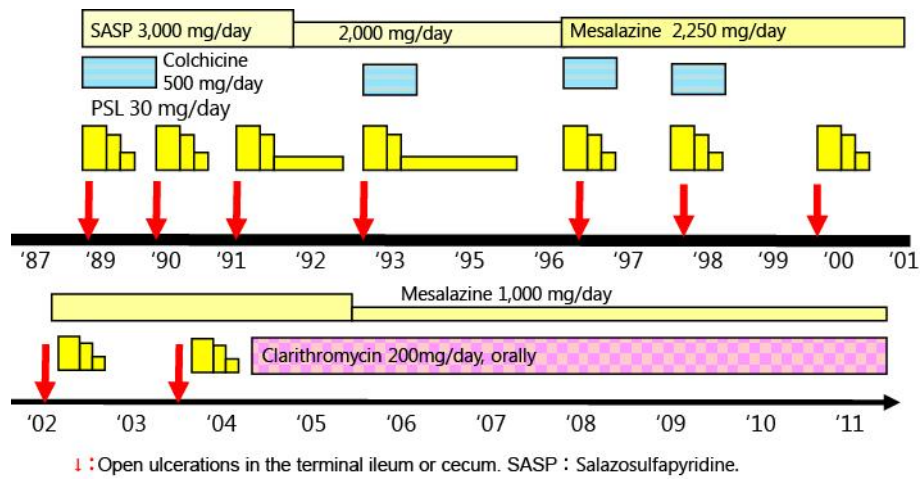 SASP 3,000 mg/day
2,000 mg/day
Mesalazine 2,250 mg/day
Colchicine
500 mg/day
PSL 30 mg/day
‘87 ‘89 ‘90 ‘91 ‘92 ‘93 ‘96 ‘97 ‘98 ‘99 ‘00 ‘01
Mesalazine 1,000 mg/day
Clarithromycin 200mg/day, orally
‘02 ‘03 ‘04 ‘05 ‘06 ‘07 ‘08 ‘09 ‘10 ‘11
↓：Open ulcerations in the terminal ileum or cecum. SASP：Salazosulfapyridine.